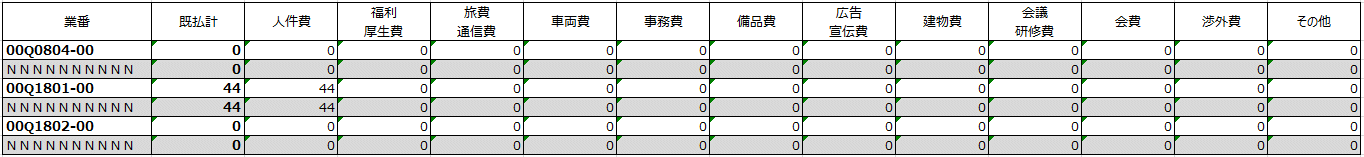 業番 既払計 人件費 福利厚生費 旅費通信費 車両費 事務費 備品費 広告宣伝費 建物費 会議研修費 会費 渉外費 その他
00Q0804-00 0 0 0 0 0 0 0 0 0 0 0 0 0
ＮＮＮＮＮＮＮＮＮＮ 0 0 0 0 0 0 0 0 0 0 0 0 0
00Q1801-00 44 44 0 0 0 0 0 0 0 0 0 0 0
ＮＮＮＮＮＮＮＮＮＮ 44 44 0 0 0 0 0 0 0 0 0 0 0
00Q1802-00 0 0 0 0 0 0 0 0 0 0 0 0 0
ＮＮＮＮＮＮＮＮＮＮ 0 0 0 0 0 0 0 0 0 0 0 0 0